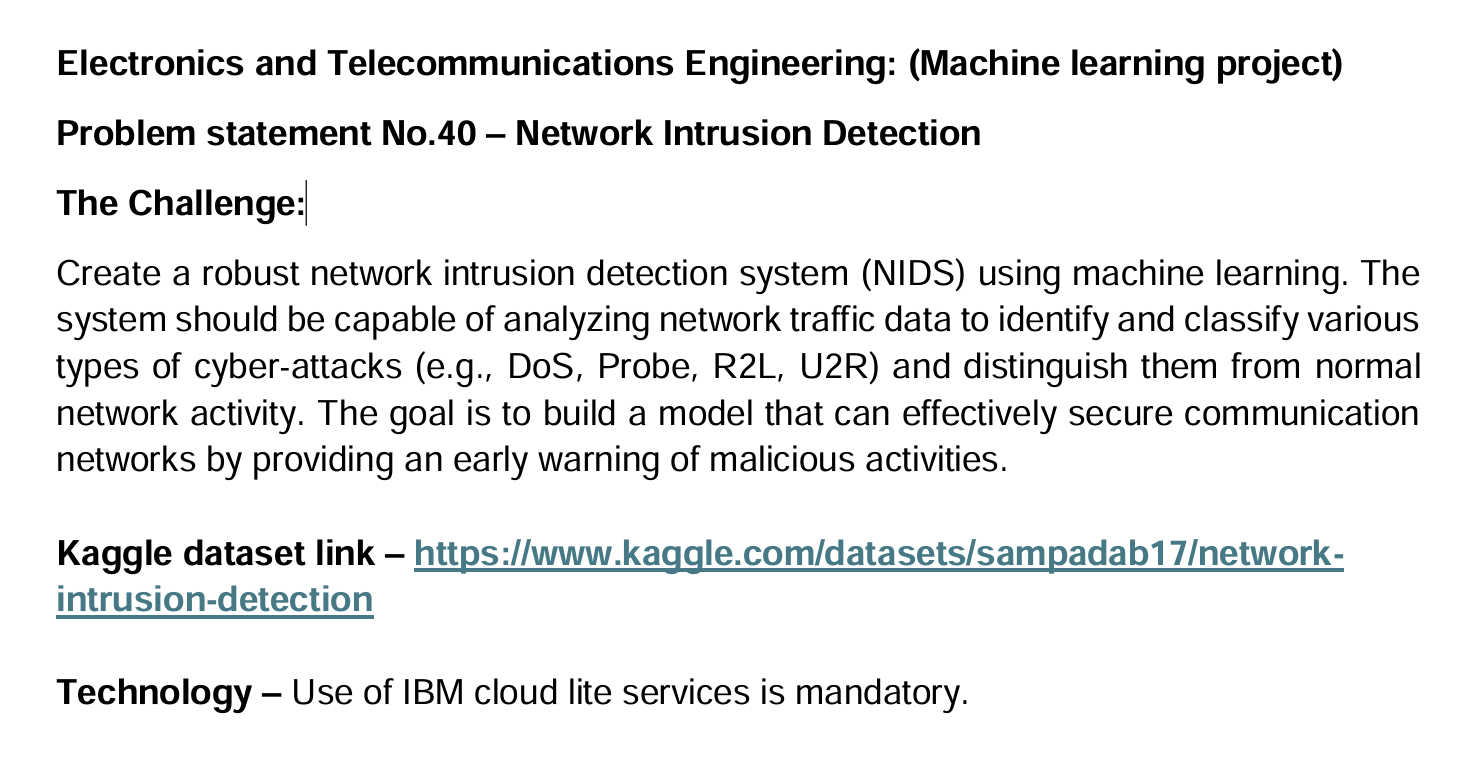 Electronics and Telecommunications Engineering: (Machine learning project)
Problem statement No.40 – Network Intrusion Detection
The Challenge:
Create a robust network intrusion detection system (NIDS) using machine learning. The
system should be capable of analyzing network traffic data to identify and classify various
types of cyber-attacks (e.g., DoS, Probe, R2L, U2R) and distinguish them from normal
network activity. The goal is to build a model that can effectively secure communication
networks by providing an early warning of malicious activities.
Kaggle dataset link – https://www.kaggle.com/datasets/sampadab17/network-
intrusion-detection
Technology – Use of IBM cloud lite services is mandatory.